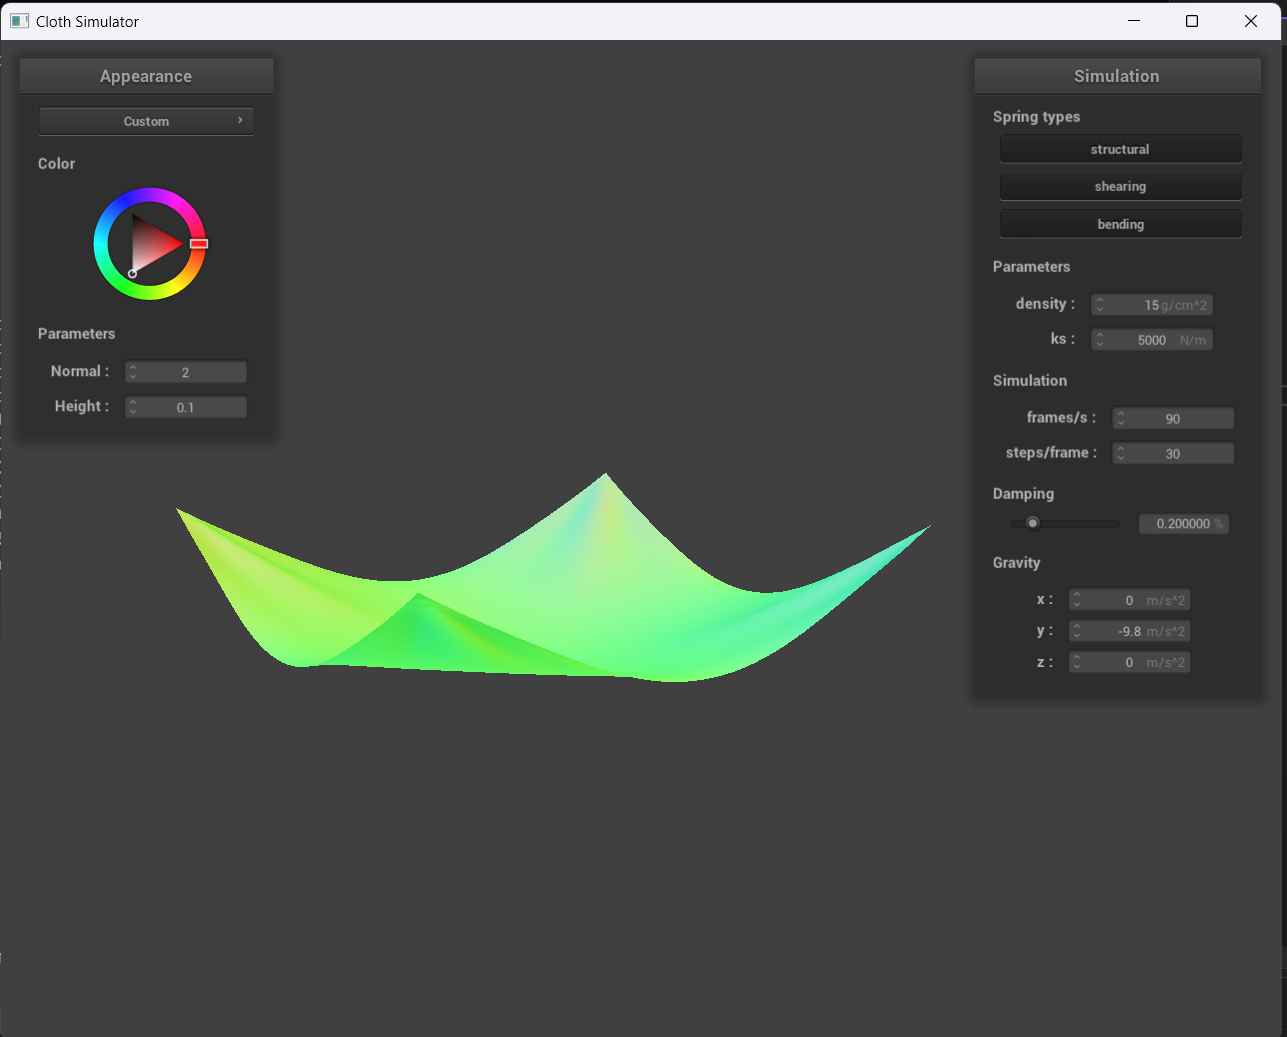 Cloth Simulator
Appearance
Custom
Color
Parameters
Normal : 2
Height : 0.1
Simulation
Spring types
structural
shearing
bending
Parameters
density : 15 g/cm^2
ks : 5000 N/m
Simulation
frames/s : 90
steps/frame : 30
Damping
0.200000 %
Gravity
x : 0 m/s^2
y : -9.8 m/s^2
z : 0 m/s^2